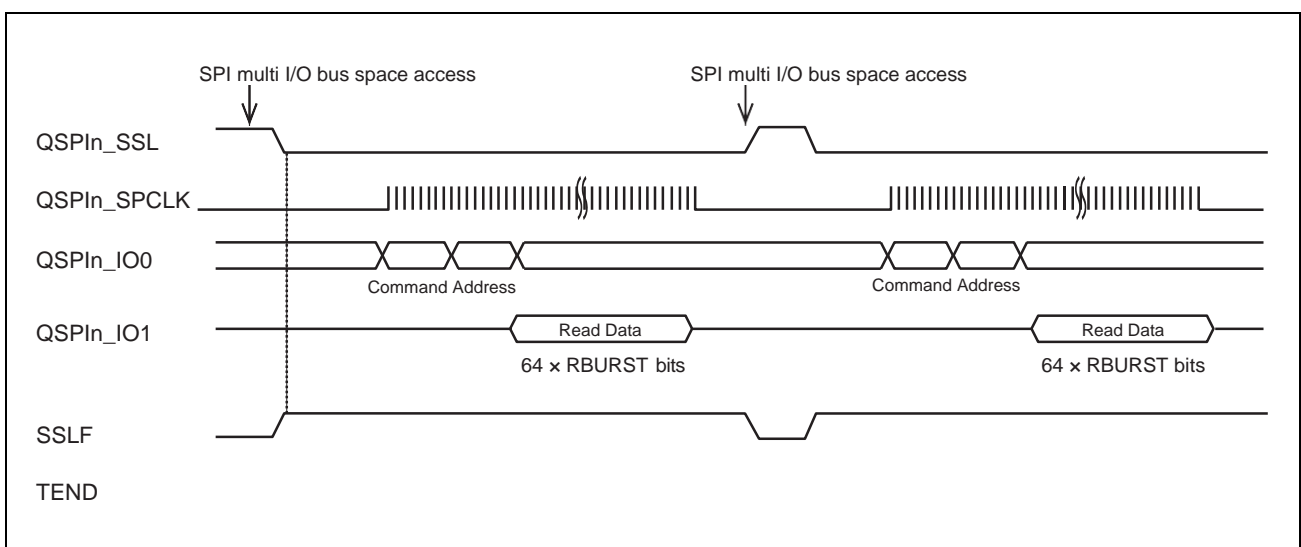 SPI multi I/O bus space access SPI multi I/O bus space access
QSPIn_SSL
QSPIn_SPCLK
QSPIn_IO0
Command Address Command Address
QSPIn_IO1 Read Data Read Data
64 × RBURST bits 64 × RBURST bits
SSLF
TEND